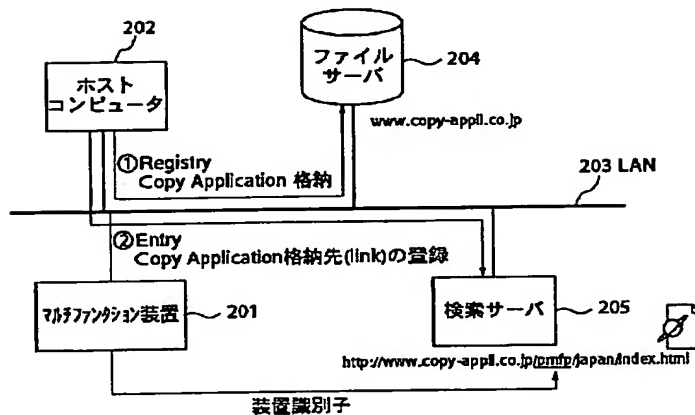 202
ホスト
コンピュータ
ファイル
サーバ
204
www.copy-appli.co.jp
①Registry
Copy Application 格納
203 LAN
②Entry
Copy Application格納先(link)の登録
マルチファンクション装置
201
検索サーバ
205
http://www.copy-appli.co.jp/pmfp/japan/index.html
装置識別子